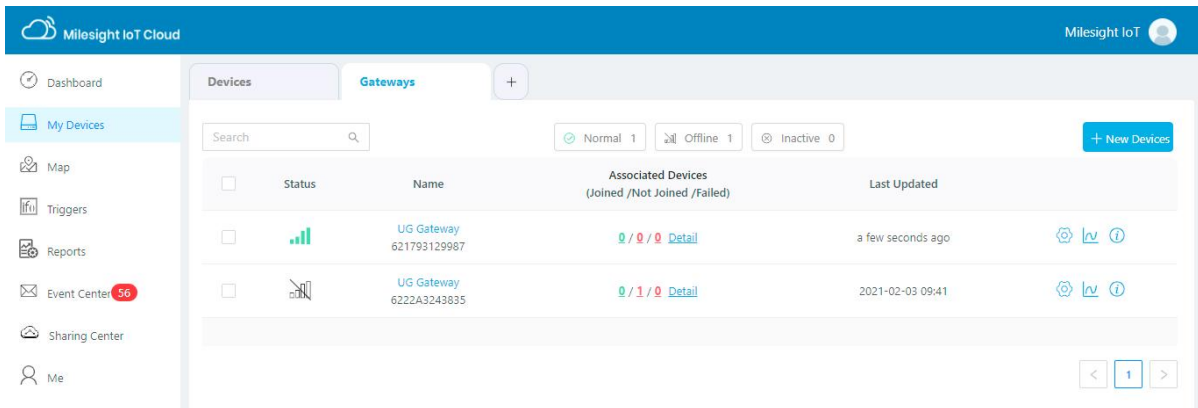 Milesight IoT Cloud
Milesight IoT
Dashboard
My Devices
Map
Triggers
Reports
Event Center 56
Sharing Center
Me
Devices
Gateways
+
Search
Normal 1
Offline 1
Inactive 0
+ New Devices
Status
Name
Associated Devices
(Joined /Not Joined /Failed)
Last Updated
UG Gateway
621793129987
0 / 0 / 0 Detail
a few seconds ago
UG Gateway
6222A3243835
0 / 1 / 0 Detail
2021-02-03 09:41
< 1 >